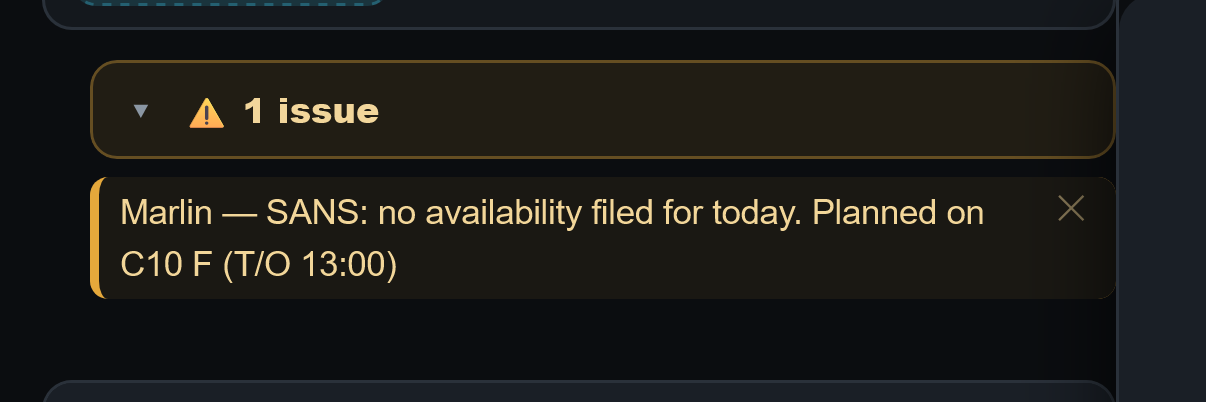 1 issue
Marlin — SANS: no availability filed for today. Planned on
C10 F (T/O 13:00)